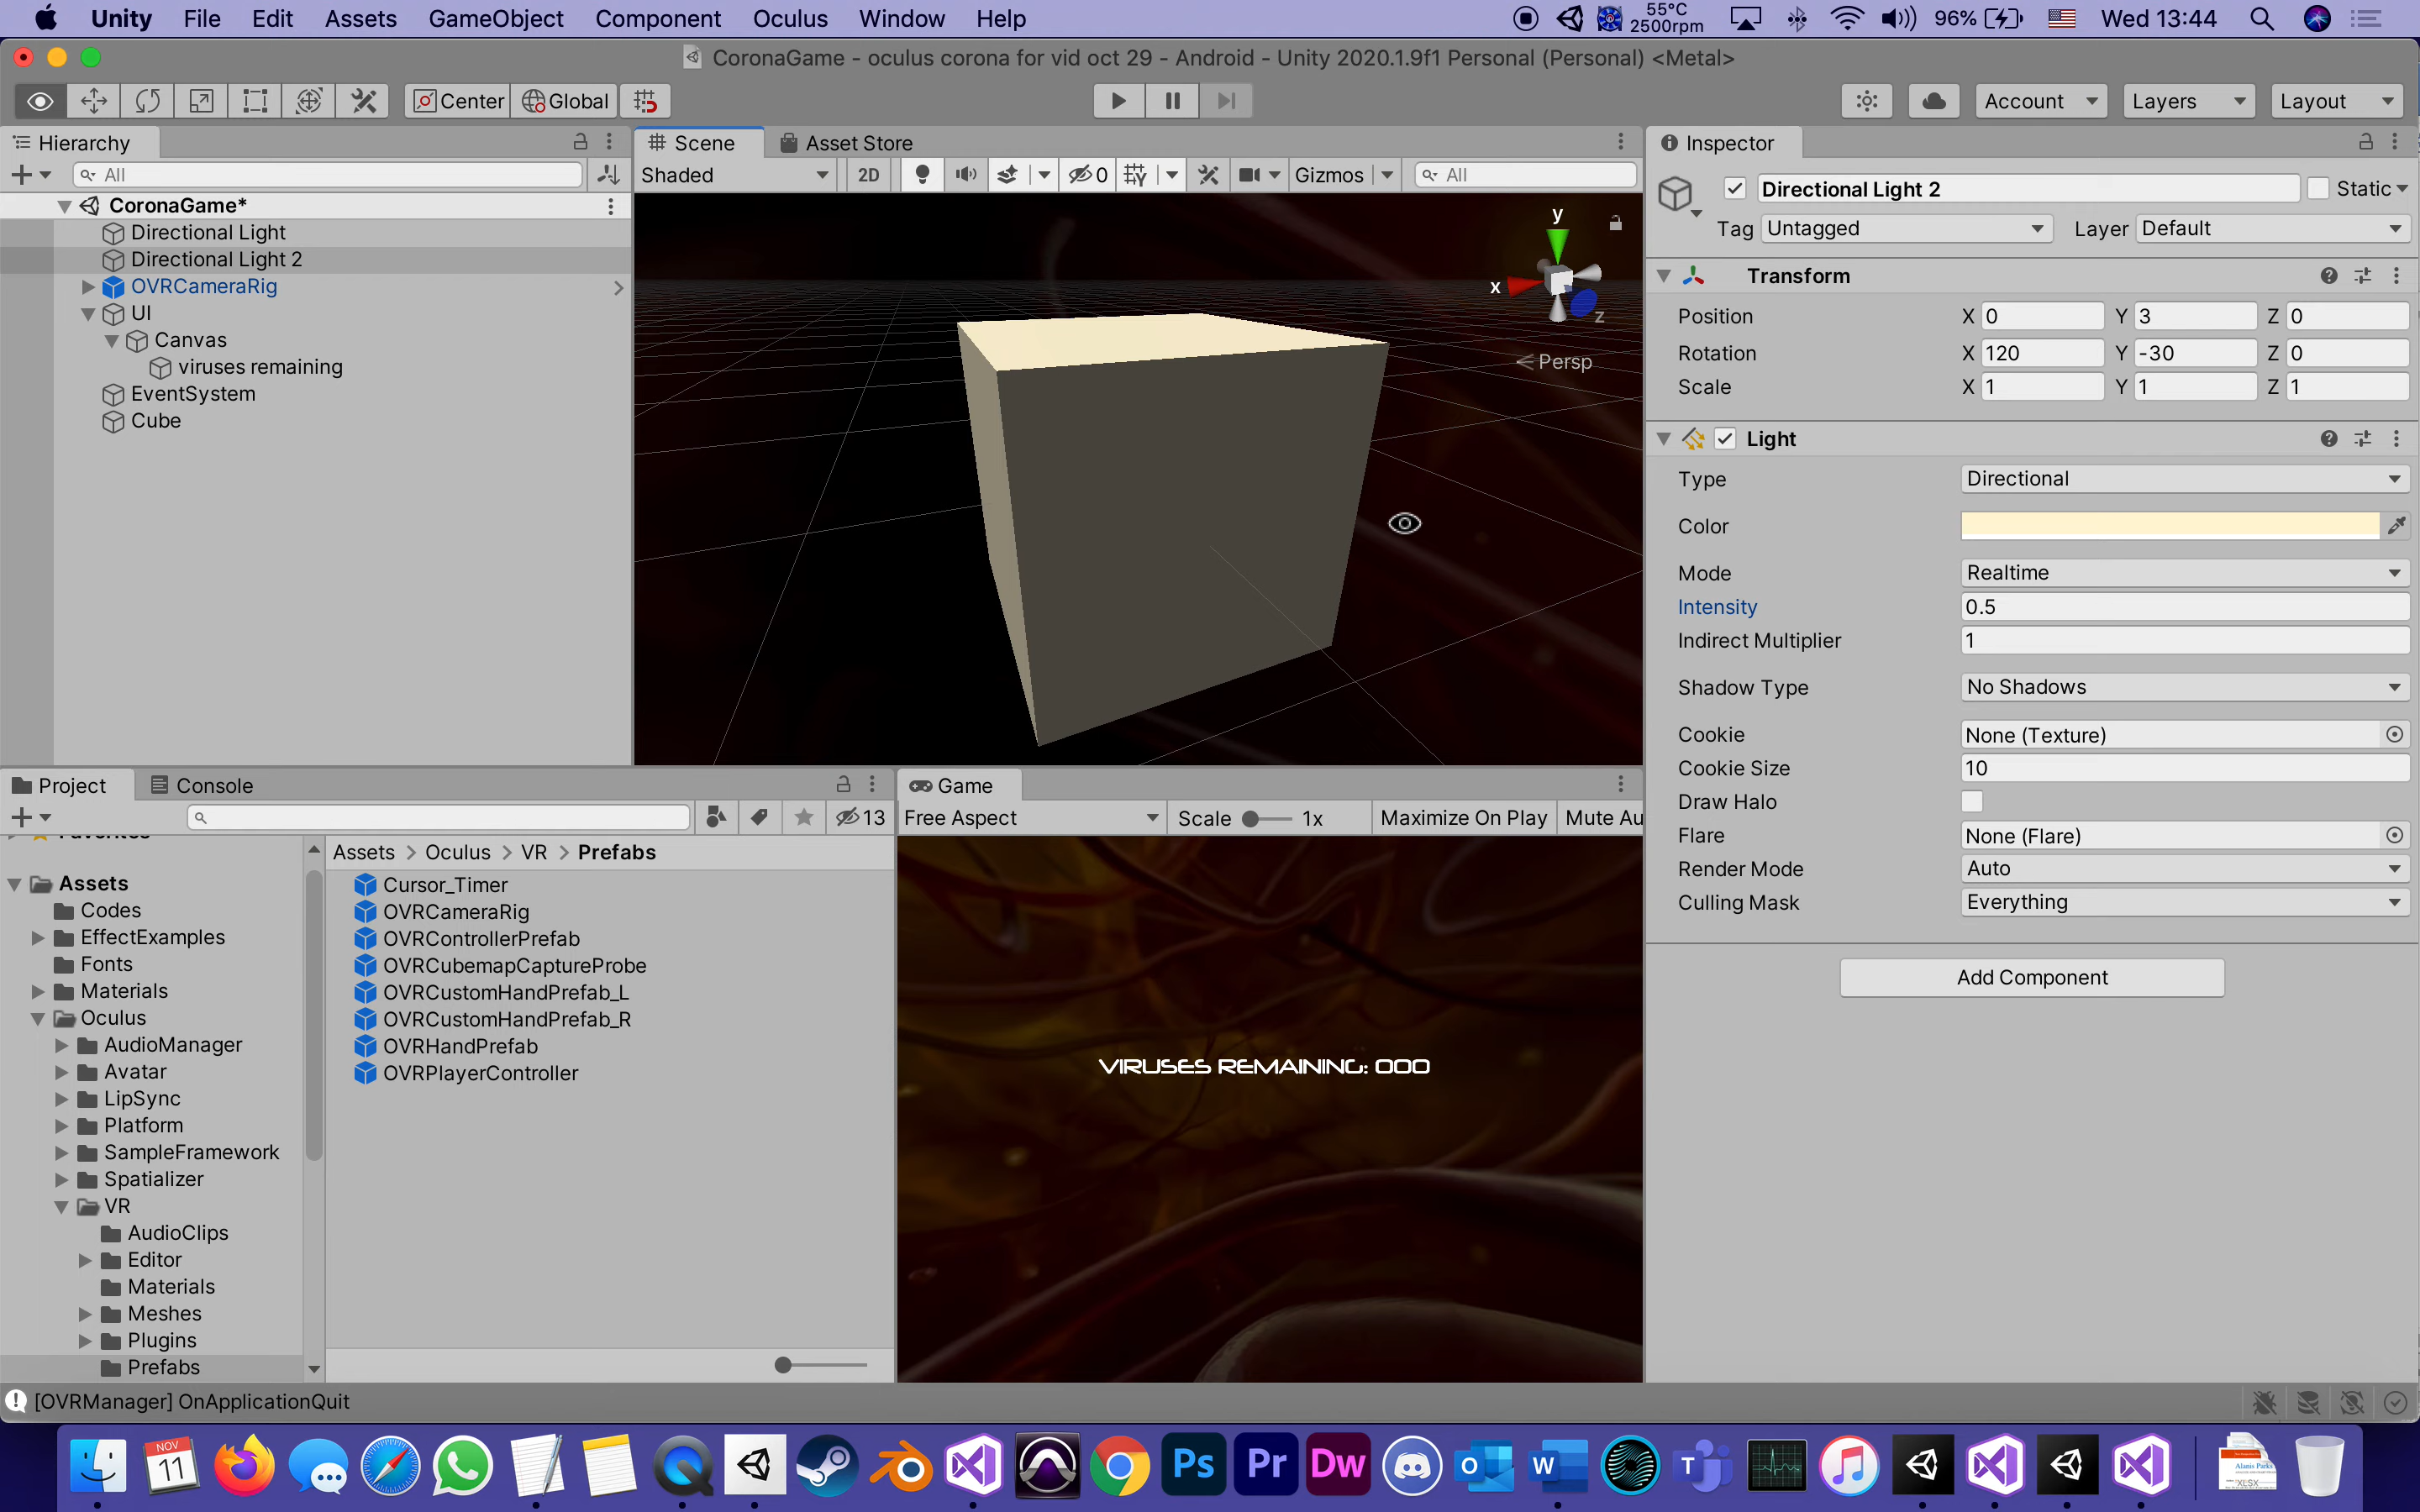 Unity File Edit Assets GameObject Component Oculus Window Help 55°C 2500rpm 96% Wed 13:44
CoronaGame - oculus corona for vid oct 29 - Android - Unity 2020.1.9f1 Personal (Personal) <Metal>
Center Global Account Layers Layout
Hierarchy
All
CoronaGame*
Directional Light
Directional Light 2
OVRCameraRig
UI
Canvas
viruses remaining
EventSystem
Cube
Scene Asset Store
Shaded 2D 0 Gizmos All
y
x
z
Persp
Inspector
Directional Light 2 Static
Tag Untagged Layer Default
Transform
Position X 0 Y 3 Z 0
Rotation X 120 Y -30 Z 0
Scale X 1 Y 1 Z 1
Light
Type Directional
Color
Mode Realtime
Intensity 0.5
Indirect Multiplier 1
Shadow Type No Shadows
Cookie None (Texture)
Cookie Size 10
Draw Halo
Flare None (Flare)
Render Mode Auto
Culling Mask Everything
Add Component
Project Console
13
Assets
Codes
EffectExamples
Fonts
Materials
Oculus
AudioManager
Avatar
LipSync
Platform
SampleFramework
Spatializer
VR
AudioClips
Editor
Materials
Meshes
Plugins
Prefabs
Assets > Oculus > VR > Prefabs
Cursor_Timer
OVRCameraRig
OVRControllerPrefab
OVRCubemapCaptureProbe
OVRCustomHandPrefab_L
OVRCustomHandPrefab_R
OVRHandPrefab
OVRPlayerController
Game
Free Aspect Scale 1x Maximize On Play Mute Au
VIRUSES REMAINING: 000
[OVRManager] OnApplicationQuit
NOV
11
Ps Pr Dw O W T
Alanis Parks
XLSX